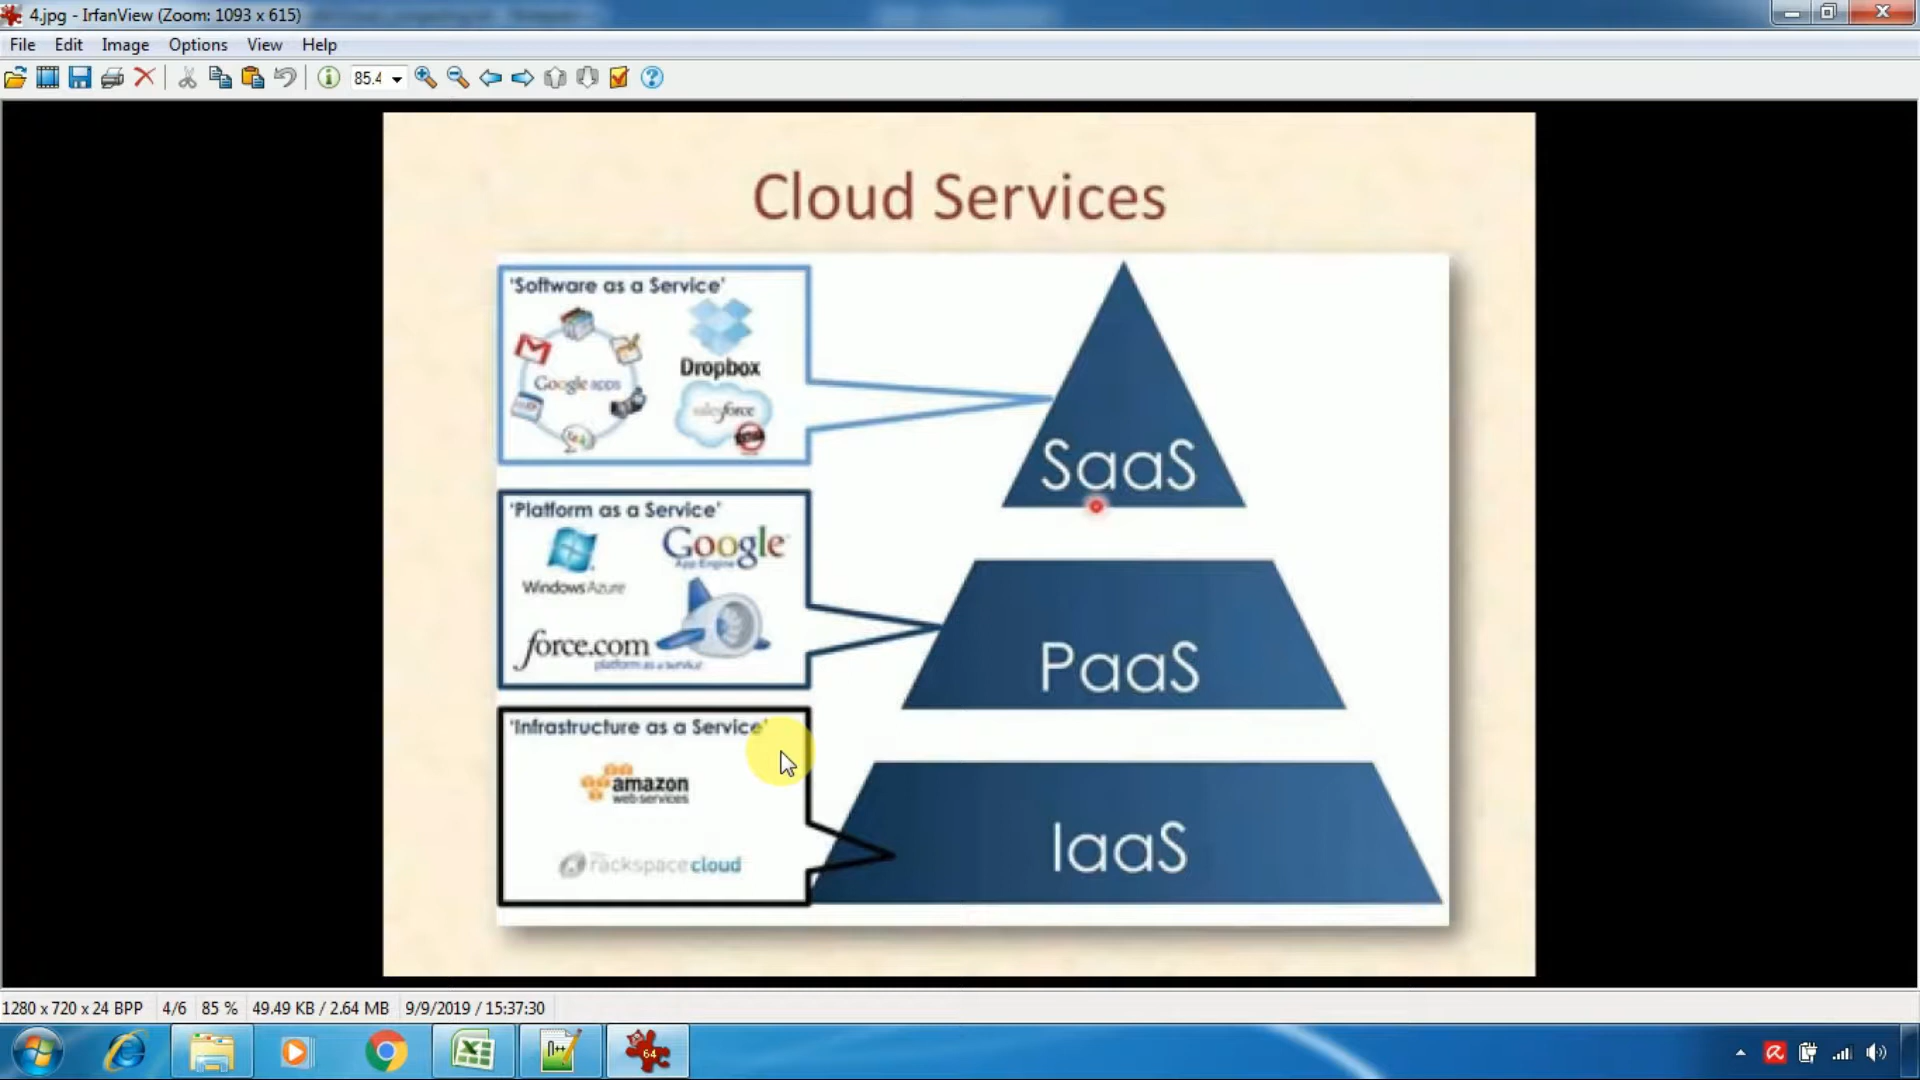 4.jpg - IrfanView (Zoom: 1093 x 615)
File Edit Image Options View Help
85.4
Cloud Services
'Software as a Service'
Google apps
Dropbox
salesforce
SaaS
'Platform as a Service'
Windows Azure
Google
App Engine
force.com
platform as a service
PaaS
'Infrastructure as a Service'
amazon
web services
rackspacecloud
IaaS
1280 x 720 x 24 BPP 4/6 85 % 49.49 KB / 2.64 MB 9/9/2019 / 15:37:30
64